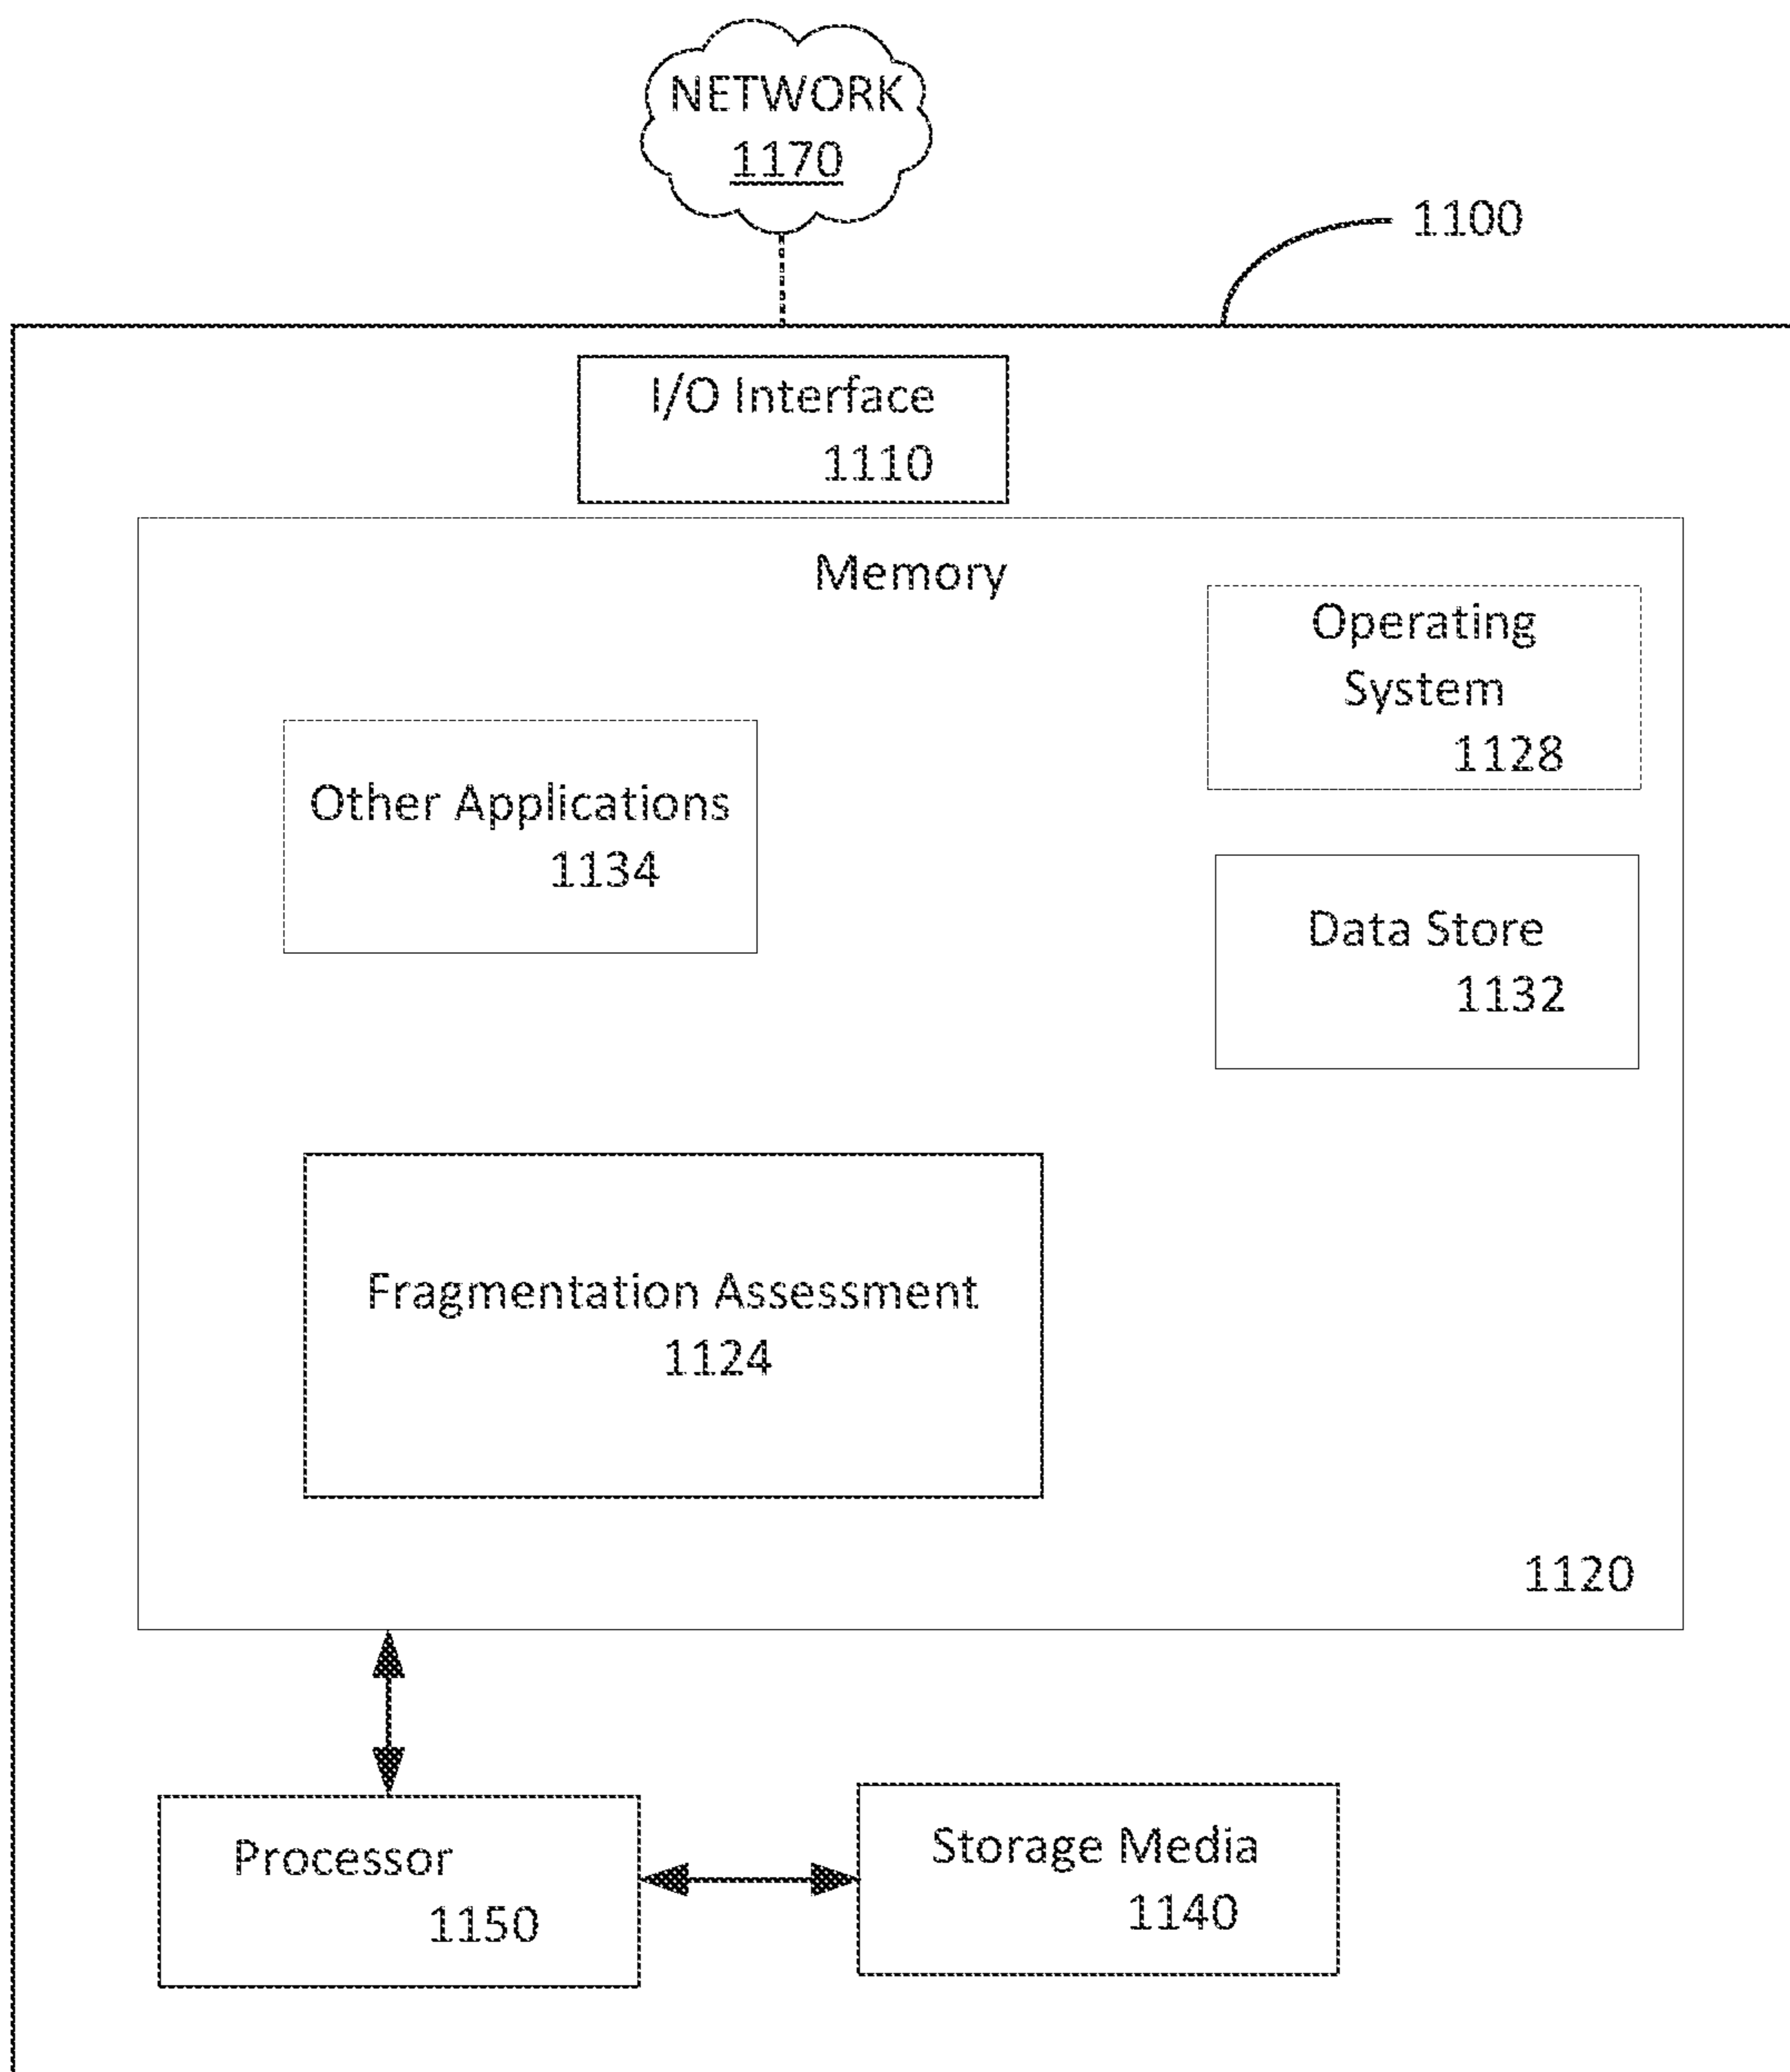 NETWORK
1170
1100
I/O Interface
1110
Memory
Operating
System
1128
Other Applications
1134
Data Store
1132
Fragmentation Assessment
1124
1120
Processor
1150
Storage Media
1140